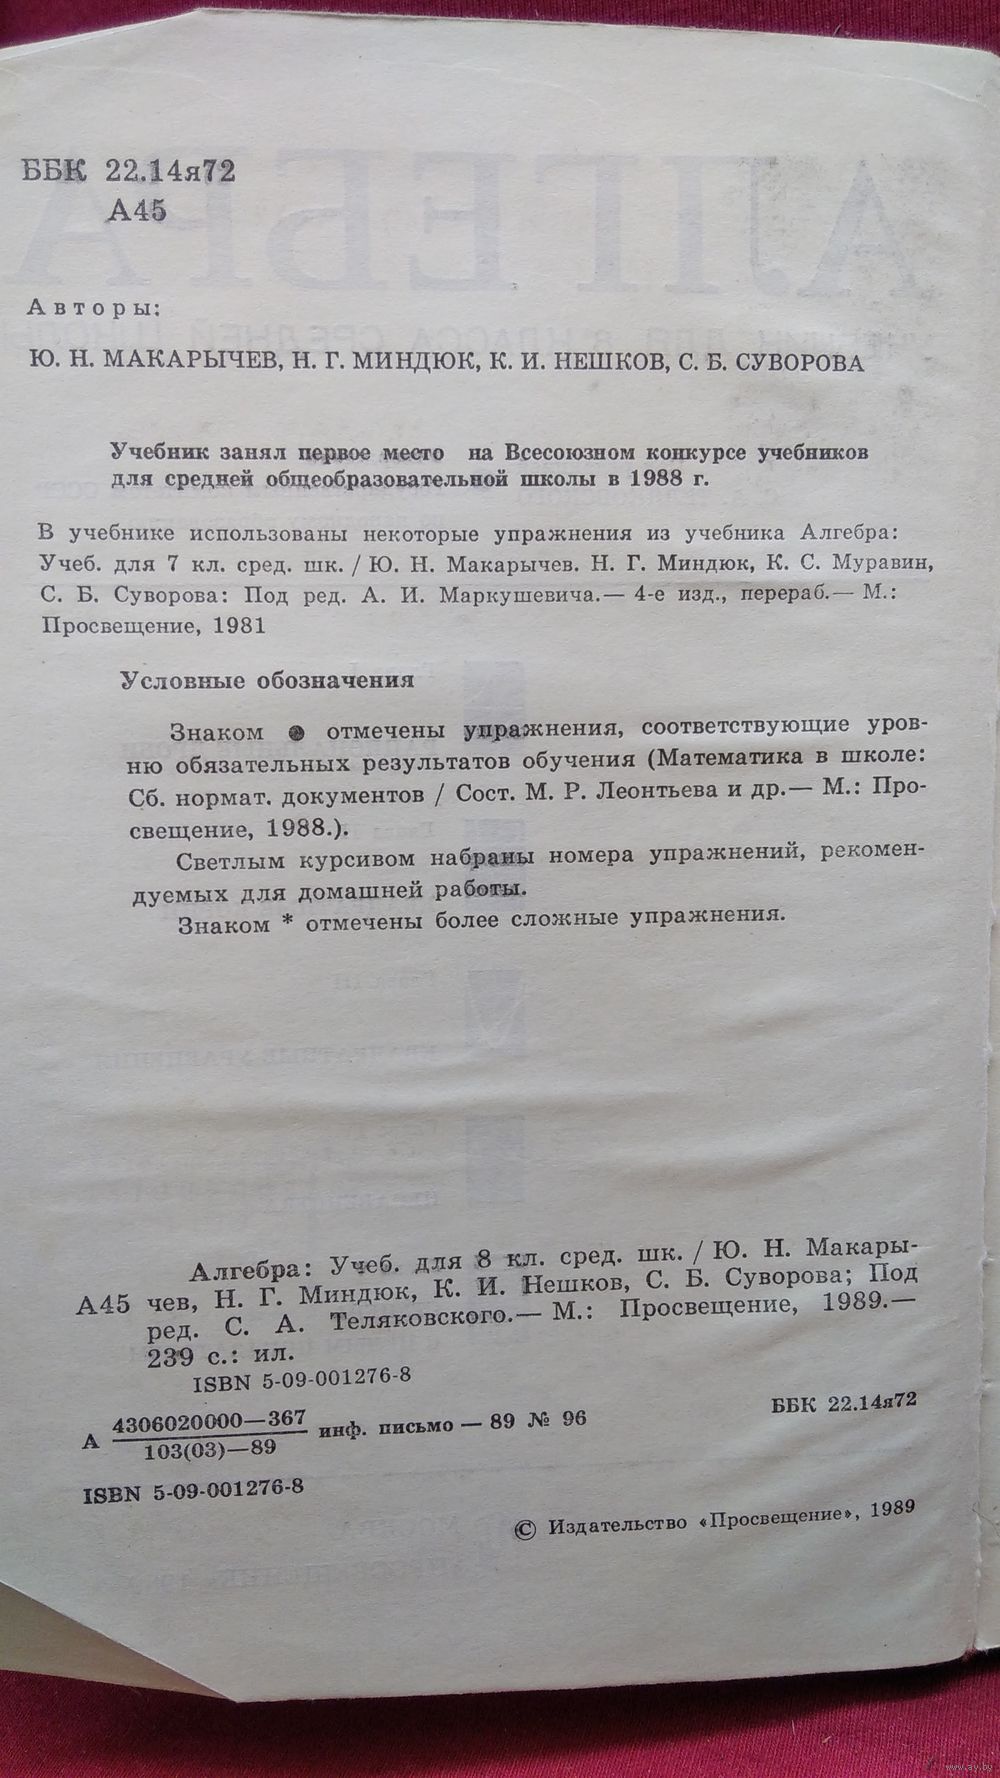 ББК 22.14я72
А45
Авторы:
Ю. Н. МАКАРЫЧЕВ, Н. Г. МИНДЮК, К. И. НЕШКОВ, С. Б. СУВОРОВА
Учебник занял первое место на Всесоюзном конкурсе учебников
для средней общеобразовательной школы в 1988 г.
В учебнике использованы некоторые упражнения из учебника Алгебра:
Учеб. для 7 кл. сред. шк. / Ю. Н. Макарычев. Н. Г. Миндюк, К. С. Муравин,
С. Б. Суворова: Под ред. А. И. Маркушевича.— 4-е изд., перераб.— М.:
Просвещение, 1981
Условные обозначения
Знаком ● отмечены упражнения, соответствующие уров-
ню обязательных результатов обучения (Математика в школе:
Сб. нормат. документов / Сост. М. Р. Леонтьева и др.— М.: Про-
свещение, 1988.).
Светлым курсивом набраны номера упражнений, рекомен-
дуемых для домашней работы.
Знаком * отмечены более сложные упражнения.
Алгебра: Учеб. для 8 кл. сред. шк. / Ю. Н. Макары-
А45 чев, Н. Г. Миндюк, К. И. Нешков, С. Б. Суворова; Под
ред. С. А. Теляковского.— М.: Просвещение, 1989.—
239 с.: ил.
ISBN 5-09-001276-8
А 4306020000—367 / 103(03)—89 инф. письмо — 89 № 96
ББК 22.14я72
ISBN 5-09-001276-8
© Издательство «Просвещение», 1989
www.ay.by